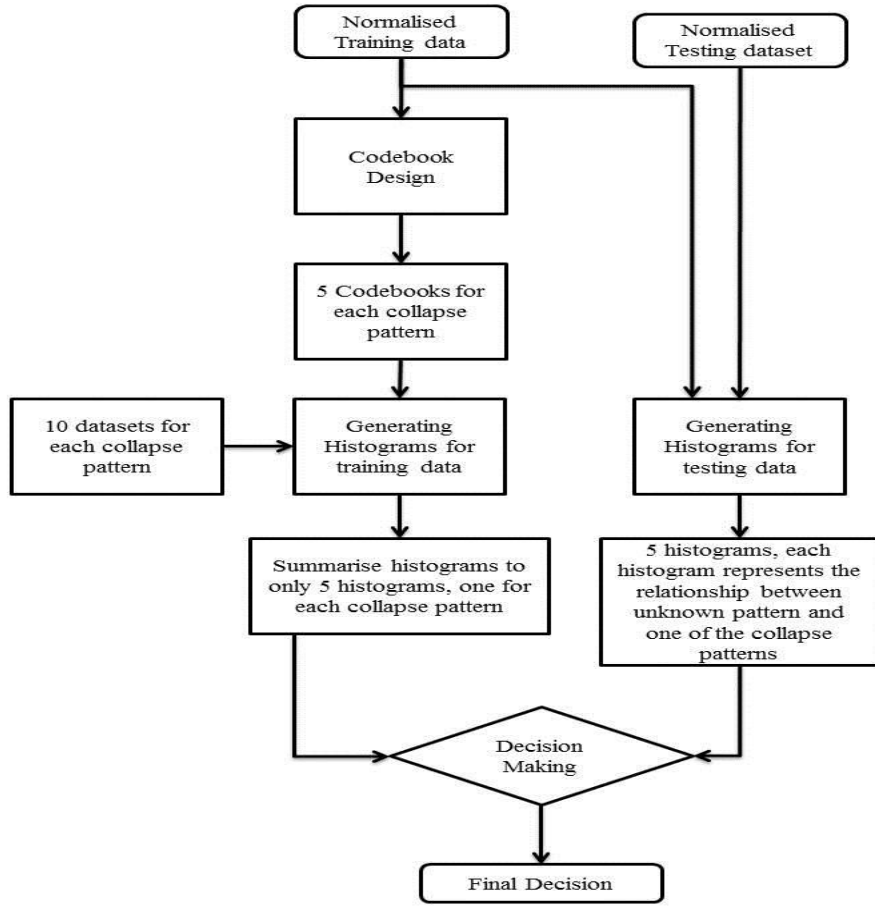 Normalised
Training data
Normalised
Testing dataset
Codebook
Design
5 Codebooks for
each collapse
pattern
10 datasets for
each collapse
pattern
Generating
Histograms for
training data
Generating
Histograms for
testing data
Summarise histograms to
only 5 histograms, one for
each collapse pattern
5 histograms, each
histogram represents the
relationship between
unknown pattern and
one of the collapse
patterns
Decision
Making
Final Decision